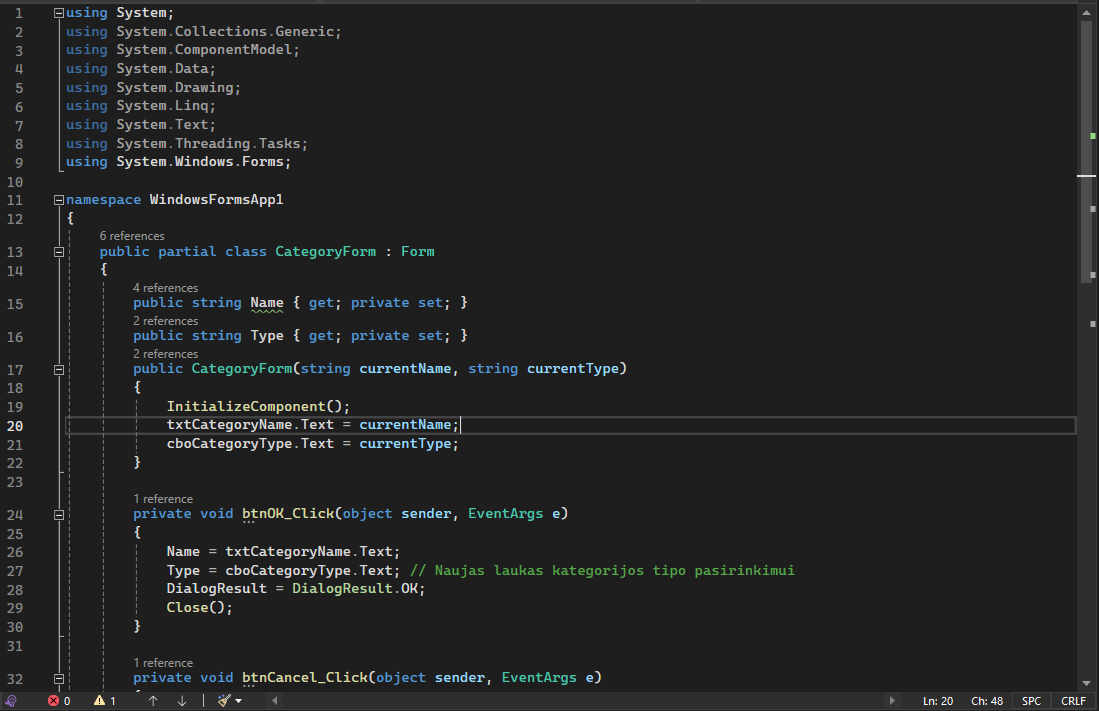 1 using System;
2 using System.Collections.Generic;
3 using System.ComponentModel;
4 using System.Data;
5 using System.Drawing;
6 using System.Linq;
7 using System.Text;
8 using System.Threading.Tasks;
9 using System.Windows.Forms;
10
11 namespace WindowsFormsApp1
12 {
6 references
13 public partial class CategoryForm : Form
14 {
4 references
15 public string Name { get; private set; }
2 references
16 public string Type { get; private set; }
2 references
17 public CategoryForm(string currentName, string currentType)
18 {
19 InitializeComponent();
20 txtCategoryName.Text = currentName;
21 cboCategoryType.Text = currentType;
22 }
23
1 reference
24 private void btnOK_Click(object sender, EventArgs e)
25 {
26 Name = txtCategoryName.Text;
27 Type = cboCategoryType.Text; // Naujas laukas kategorijos tipo pasirinkimui
28 DialogResult = DialogResult.OK;
29 Close();
30 }
31
1 reference
32 private void btnCancel_Click(object sender, EventArgs e)
0 1 Ln: 20 Ch: 48 SPC CRLF